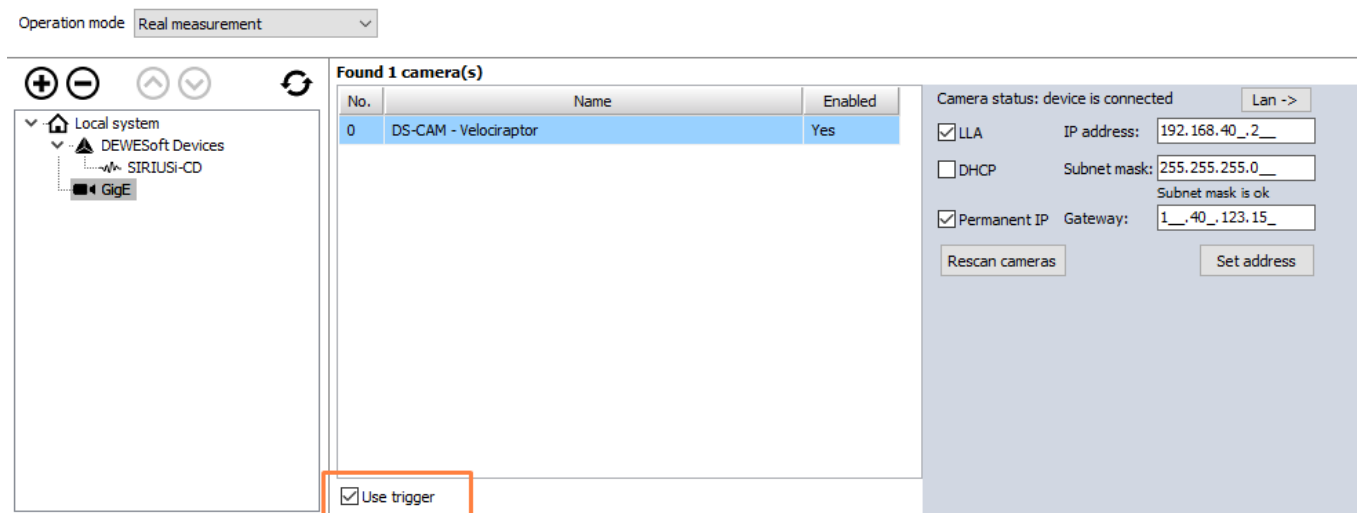 Operation mode Real measurement
Local system
DEWESoft Devices
SIRIUSi-CD
GigE
Found 1 camera(s)
No. Name Enabled
0 DS-CAM - Velociraptor Yes
Use trigger
Camera status: device is connected Lan ->
LLA IP address: 192.168.40_.2__
DHCP Subnet mask: 255.255.255.0__
Subnet mask is ok
Permanent IP Gateway: 1__.40_.123.15_
Rescan cameras Set address